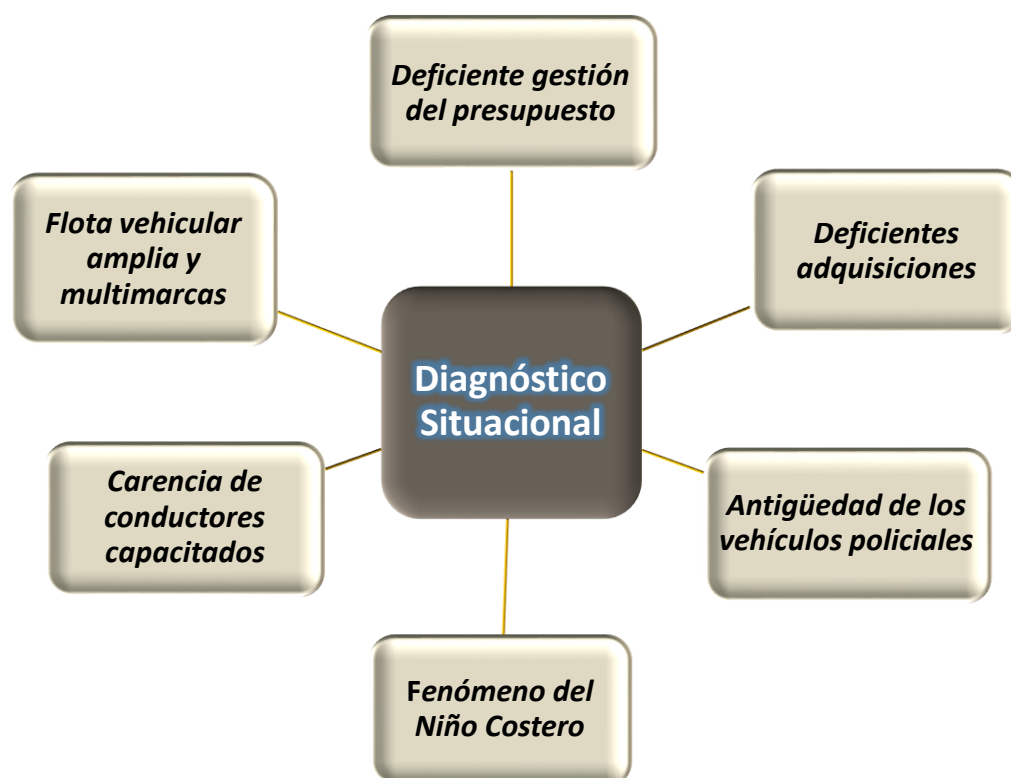 Deficiente gestión
del presupuesto
Flota vehicular
amplia y
multimarcas
Deficientes
adquisiciones
Diagnóstico
Situacional
Carencia de
conductores
capacitados
Antigüedad de los
vehículos policiales
Fenómeno del
Niño Costero